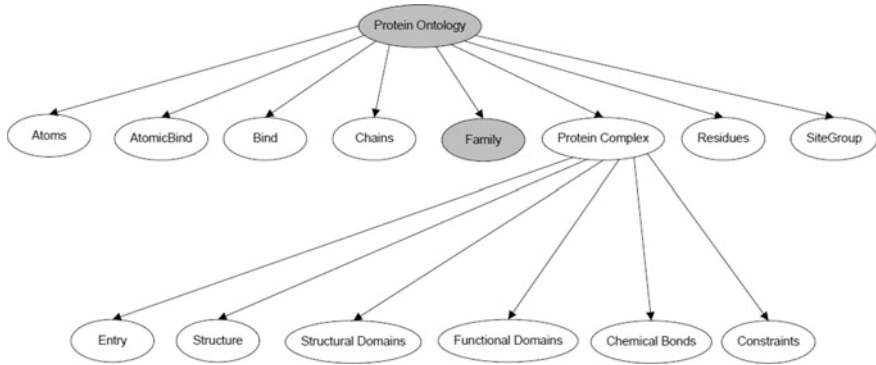 Protein Ontology
Atoms
AtomicBind
Bind
Chains
Family
Protein Complex
Residues
SiteGroup
Entry
Structure
Structural Domains
Functional Domains
Chemical Bonds
Constraints